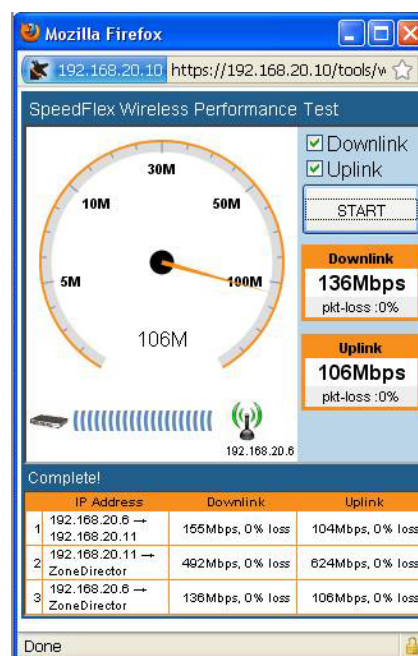 Mozilla Firefox
192.168.20.10 https://192.168.20.10/tools/w
SpeedFlex Wireless Performance Test
Downlink
Uplink
START
5M
10M
30M
50M
100M
106M
Downlink
136Mbps
pkt-loss :0%
Uplink
106Mbps
pkt-loss :0%
192.168.20.6
Complete!
IP Address Downlink Uplink
1 192.168.20.6 → 192.168.20.11 155Mbps, 0% loss 104Mbps, 0% loss
2 192.168.20.11 → ZoneDirector 492Mbps, 0% loss 624Mbps, 0% loss
3 192.168.20.6 → ZoneDirector 136Mbps, 0% loss 106Mbps, 0% loss
Done